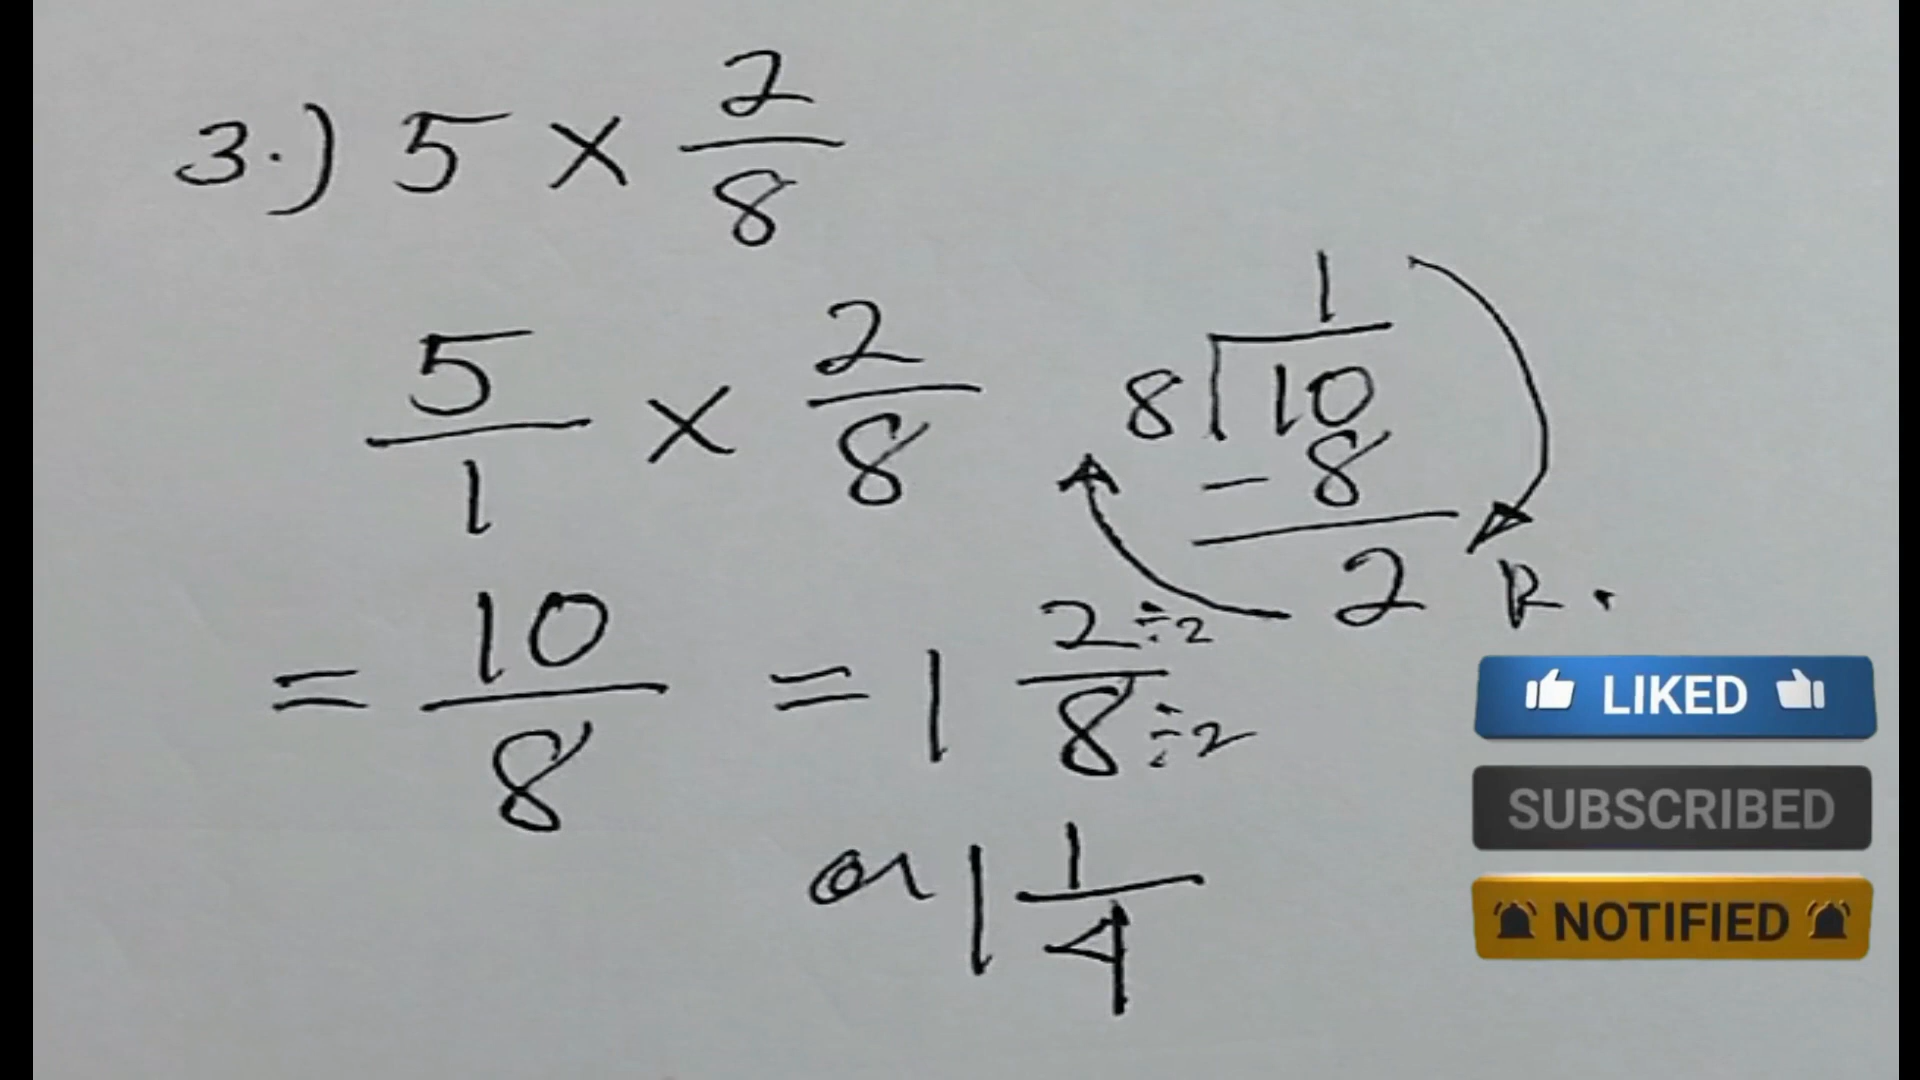 3.) 5 × 2/8
5/1 × 2/8
1
8 10
- 8
2 R.
= 10/8 = 1 2÷2/8÷2
or 1 1/4
LIKED
SUBSCRIBED
NOTIFIED